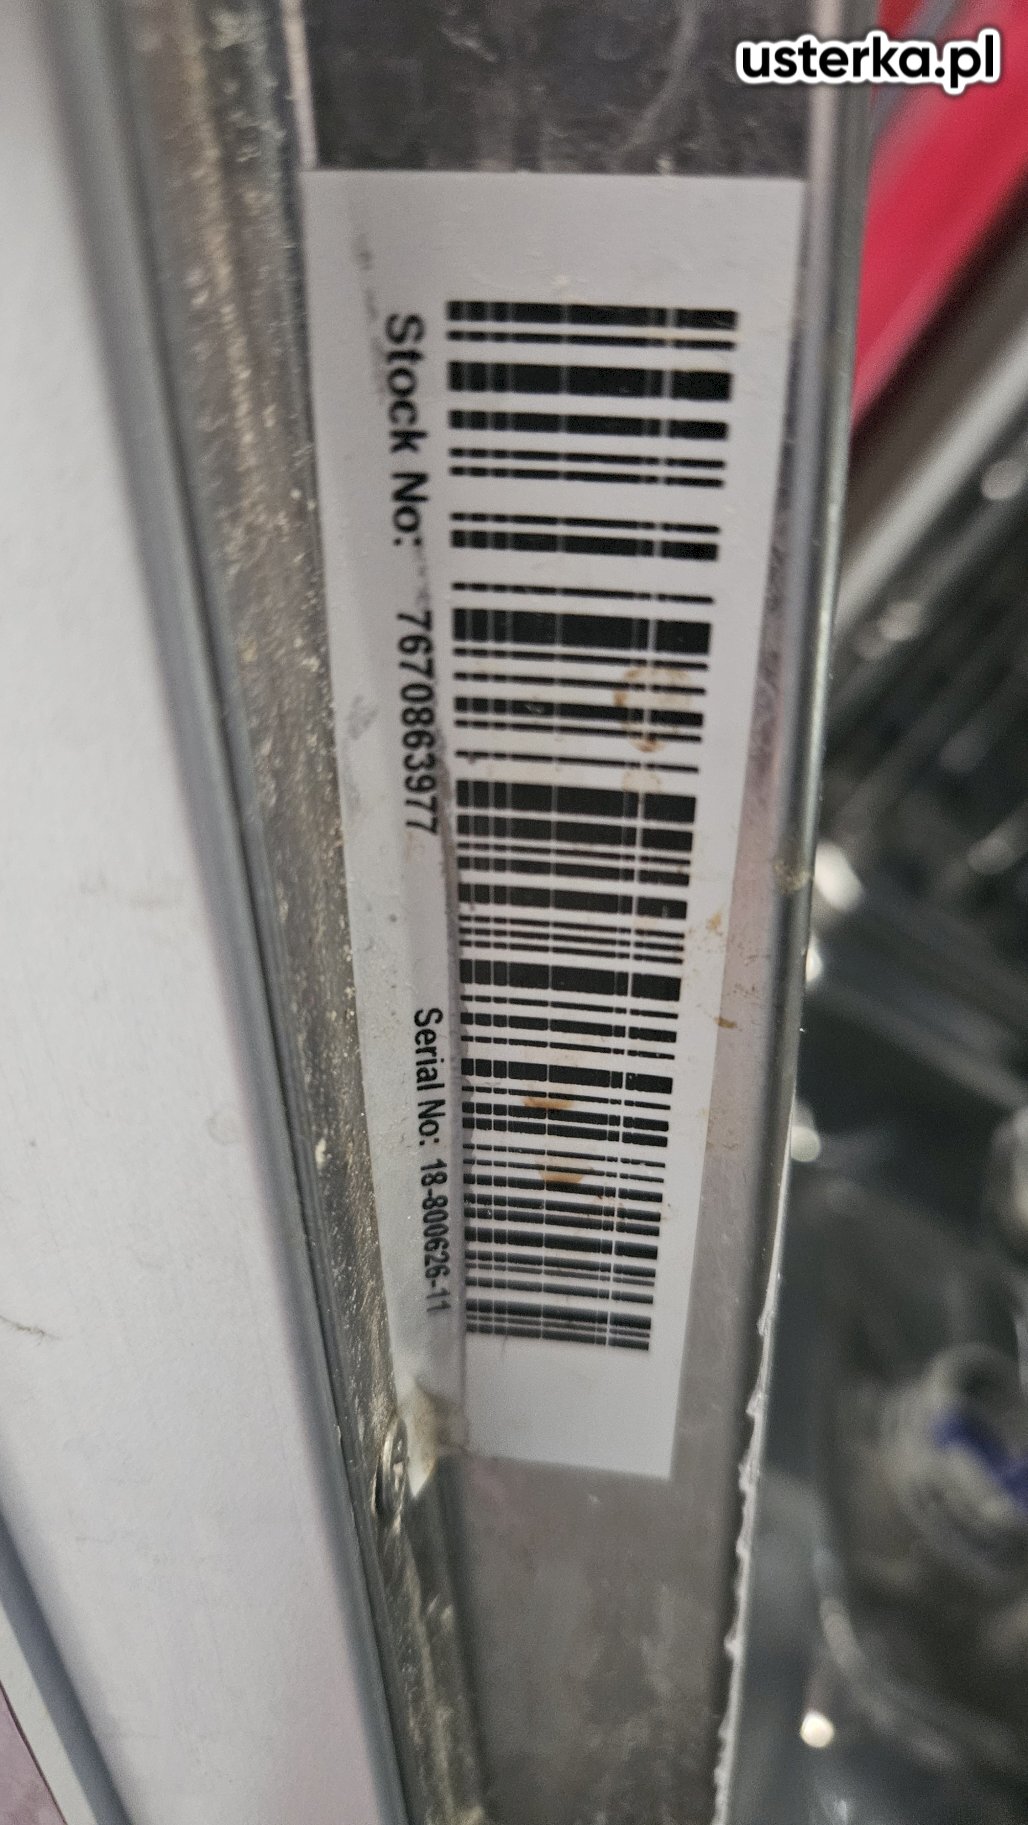 usterka.pl
Stock No: 7670863977
Serial No: 18-800626-11